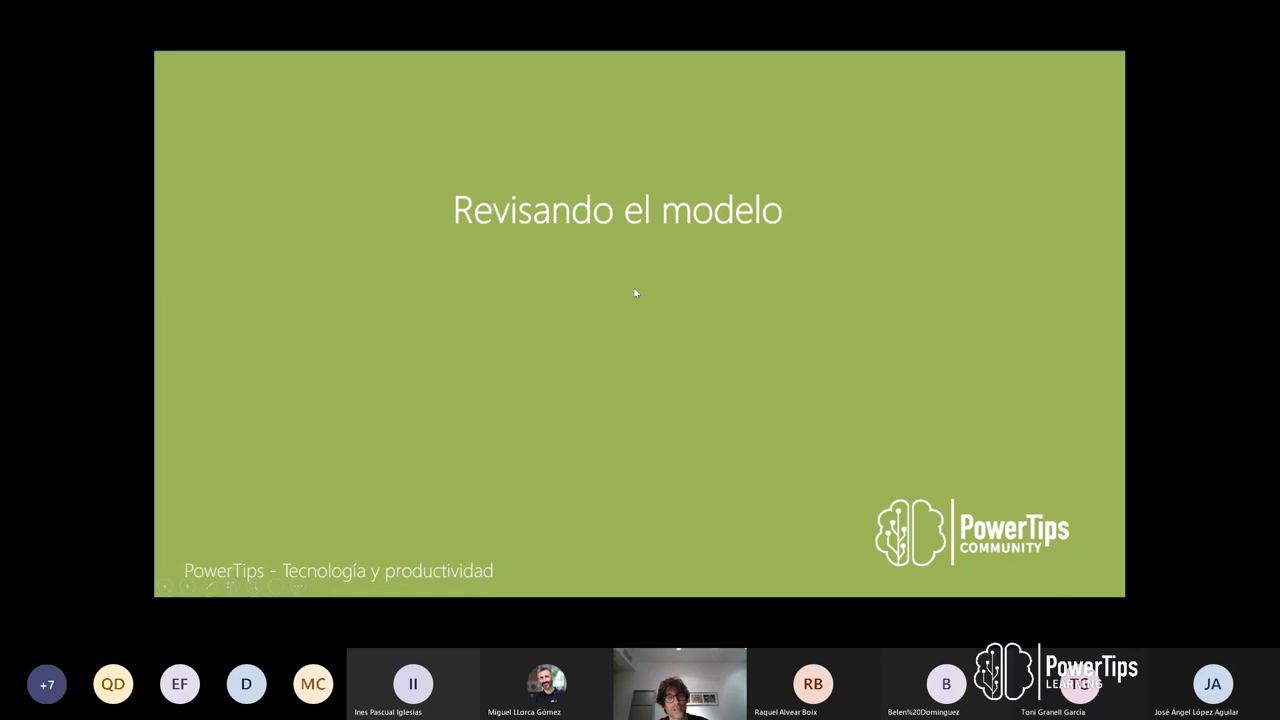 Revisando el modelo
PowerTips
COMMUNITY
PowerTips - Tecnología y productividad
+7
QD
EF
D
MC
II
RB
B
JA
PowerTips
LEARNING
Ines Pascual Iglesias
Miguel LLorca Gómez
Raquel Alvear Boix
Belen%20Dominguez
Toni Granell García
José Ángel López Aguilar